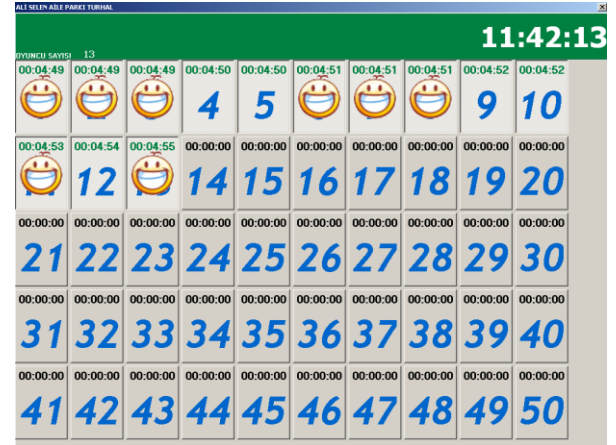 ALİ SELEN AİLE PARKI TURHAL
11:42:13
OYUNCU SAYISI 13
00:04:49 00:04:49 00:04:49 00:04:50 00:04:50 00:04:51 00:04:51 00:04:51 00:04:52 00:04:52
4 5 9 10
00:04:53 00:04:54 00:04:55 00:00:00 00:00:00 00:00:00 00:00:00 00:00:00 00:00:00 00:00:00
12 14 15 16 17 18 19 20
00:00:00 00:00:00 00:00:00 00:00:00 00:00:00 00:00:00 00:00:00 00:00:00 00:00:00 00:00:00
21 22 23 24 25 26 27 28 29 30
00:00:00 00:00:00 00:00:00 00:00:00 00:00:00 00:00:00 00:00:00 00:00:00 00:00:00 00:00:00
31 32 33 34 35 36 37 38 39 40
00:00:00 00:00:00 00:00:00 00:00:00 00:00:00 00:00:00 00:00:00 00:00:00 00:00:00 00:00:00
41 42 43 44 45 46 47 48 49 50